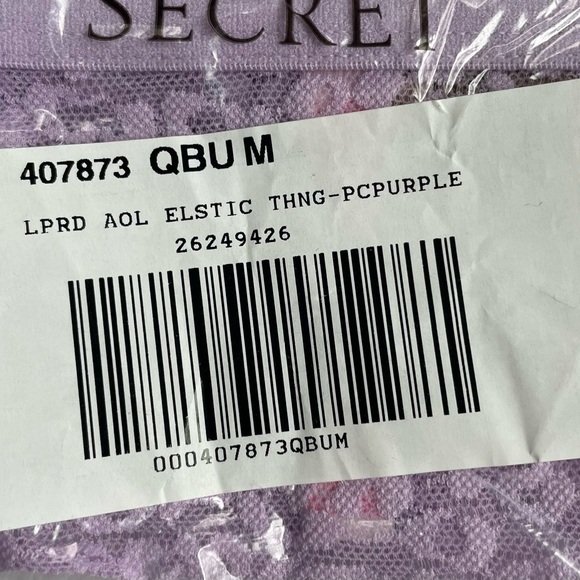 SECRET
407873 QBU M
LPRD AOL ELSTIC THNG-PCPURPLE
26249426
000407873QBUM